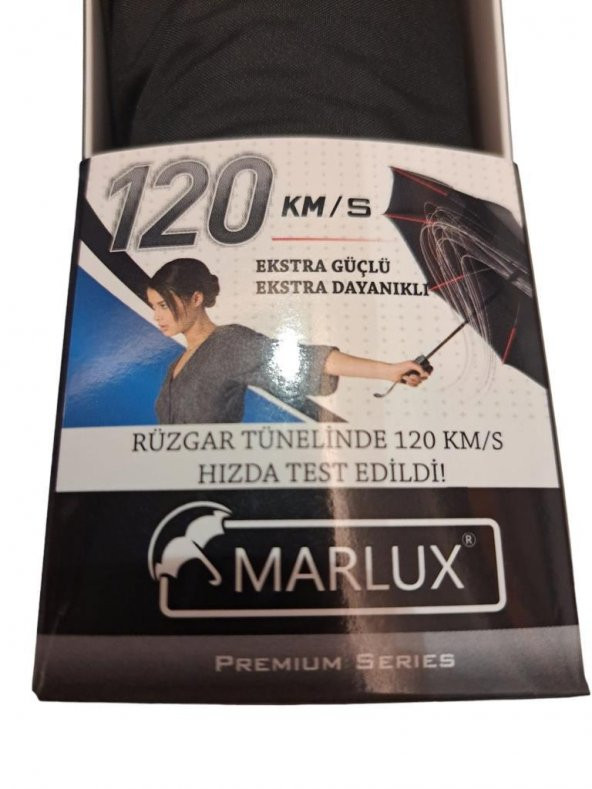 120 KM/S
EKSTRA GÜÇLÜ
EKSTRA DAYANIKLI
RÜZGAR TÜNELİNDE 120 KM/S
HIZDA TEST EDİLDİ!
MARLUX®
PREMIUM SERIES